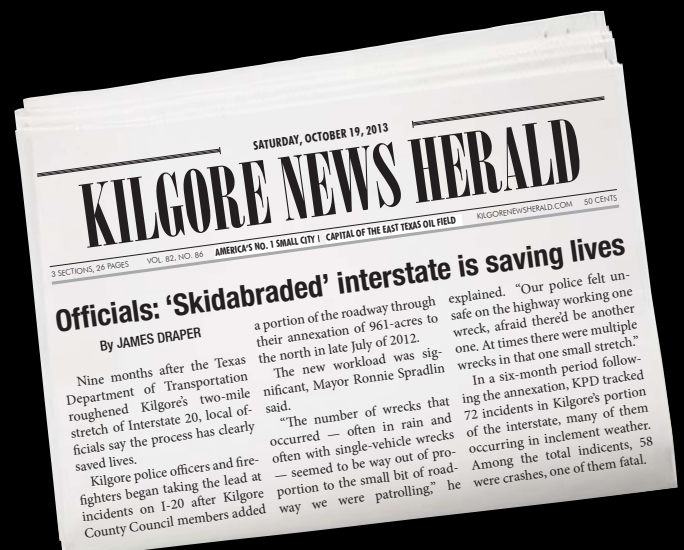 SATURDAY, OCTOBER 19, 2013
KILGORE NEWS HERALD
3 SECTIONS, 26 PAGES VOL. 82, NO. 86 AMERICA'S NO. 1 SMALL CITY | CAPITAL OF THE EAST TEXAS OIL FIELD KILGORENEWSHERALD.COM 50 CENTS
Officials: 'Skidabraded' interstate is saving lives
By JAMES DRAPER
Nine months after the Texas
Department of Transportation
roughened Kilgore's two-mile
stretch of Interstate 20, local of-
ficials say the process has clearly
saved lives.
Kilgore police officers and fire-
fighters began taking the lead at
incidents on I-20 after Kilgore
County Council members added
a portion of the roadway through
their annexation of 961-acres to
the north in late July of 2012.
The new workload was sig-
nificant, Mayor Ronnie Spradlin
said.
"The number of wrecks that
occurred — often in rain and
often with single-vehicle wrecks
— seemed to be way out of pro-
portion to the small bit of road-
way we were patrolling," he
explained. "Our police felt un-
safe on the highway working one
wreck, afraid there'd be another
one. At times there were multiple
wrecks in that one small stretch."
In a six-month period follow-
ing the annexation, KPD tracked
72 incidents in Kilgore's portion
of the interstate, many of them
occurring in inclement weather.
Among the total indicents, 58
were crashes, one of them fatal.